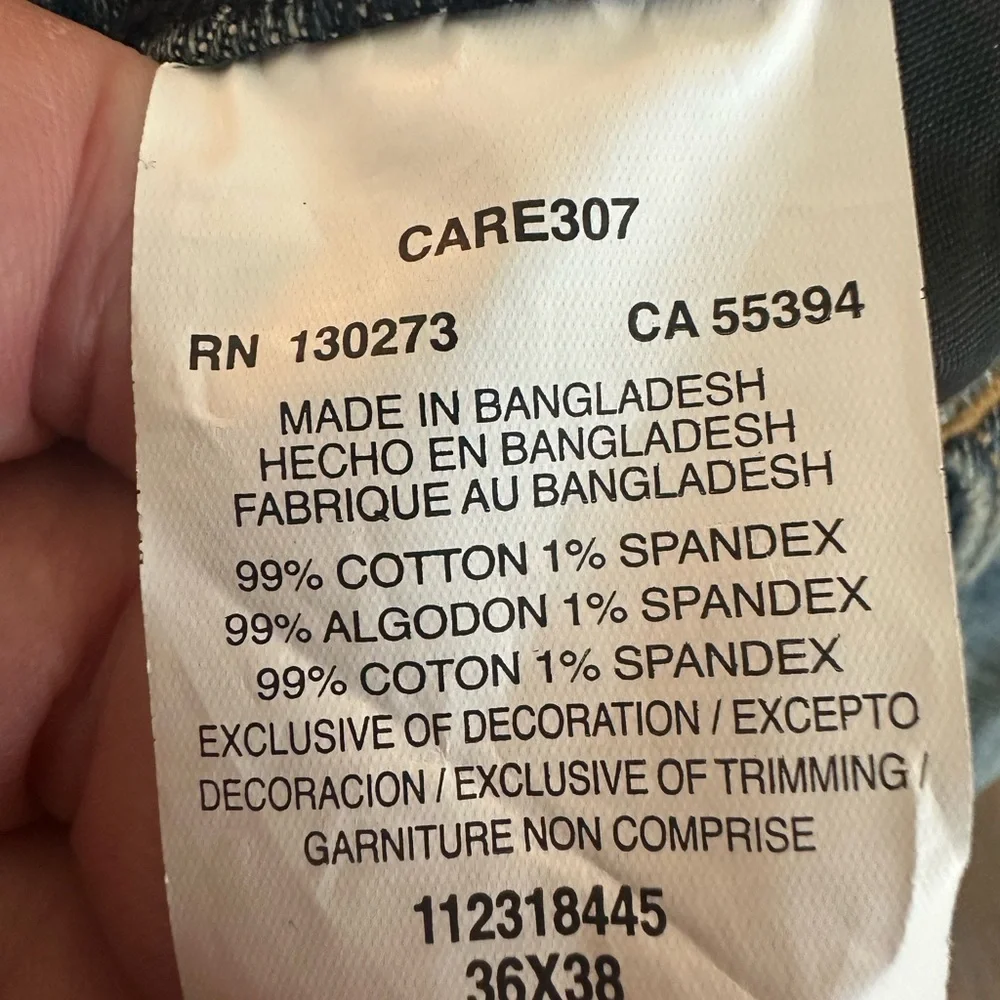 CARE307
RN 130273 CA 55394
MADE IN BANGLADESH
HECHO EN BANGLADESH
FABRIQUE AU BANGLADESH
99% COTTON 1% SPANDEX
99% ALGODON 1% SPANDEX
99% COTON 1% SPANDEX
EXCLUSIVE OF DECORATION / EXCEPTO
DECORACION / EXCLUSIVE OF TRIMMING /
GARNITURE NON COMPRISE
112318445
36X38